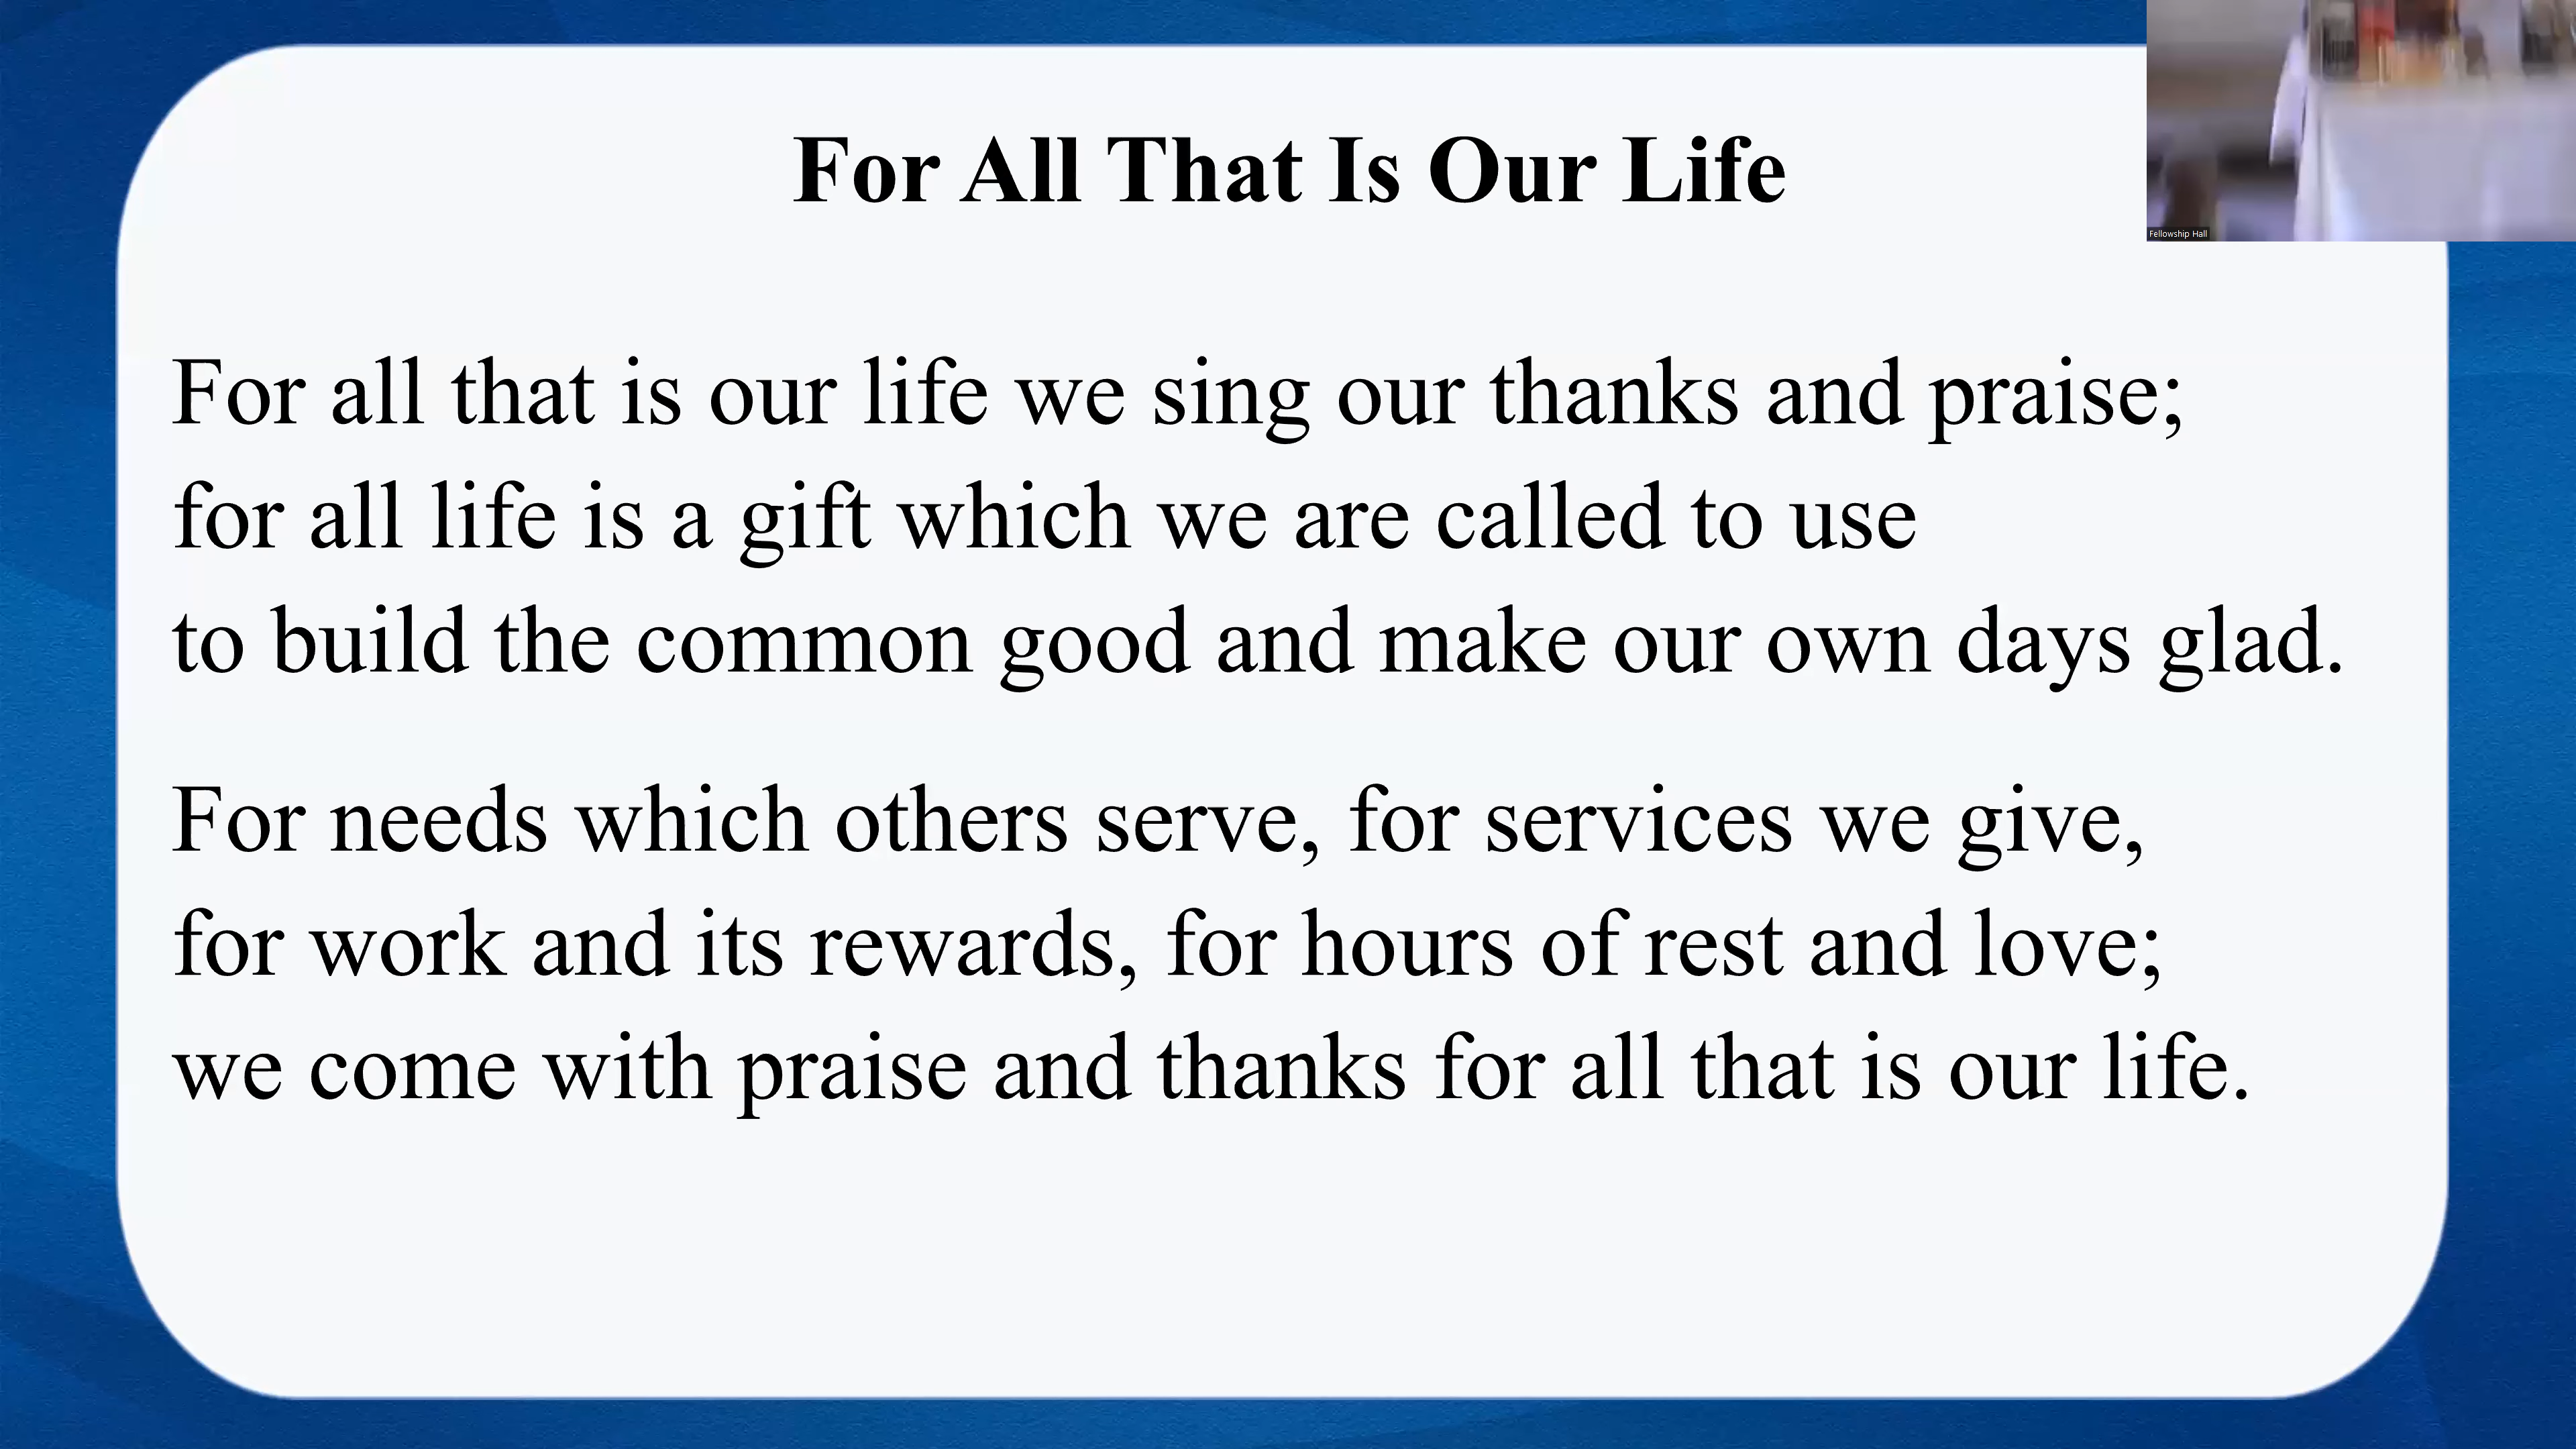 For All That Is Our Life
For all that is our life we sing our thanks and praise;
for all life is a gift which we are called to use
to build the common good and make our own days glad.
For needs which others serve, for services we give,
for work and its rewards, for hours of rest and love;
we come with praise and thanks for all that is our life.
Fellowship Hall